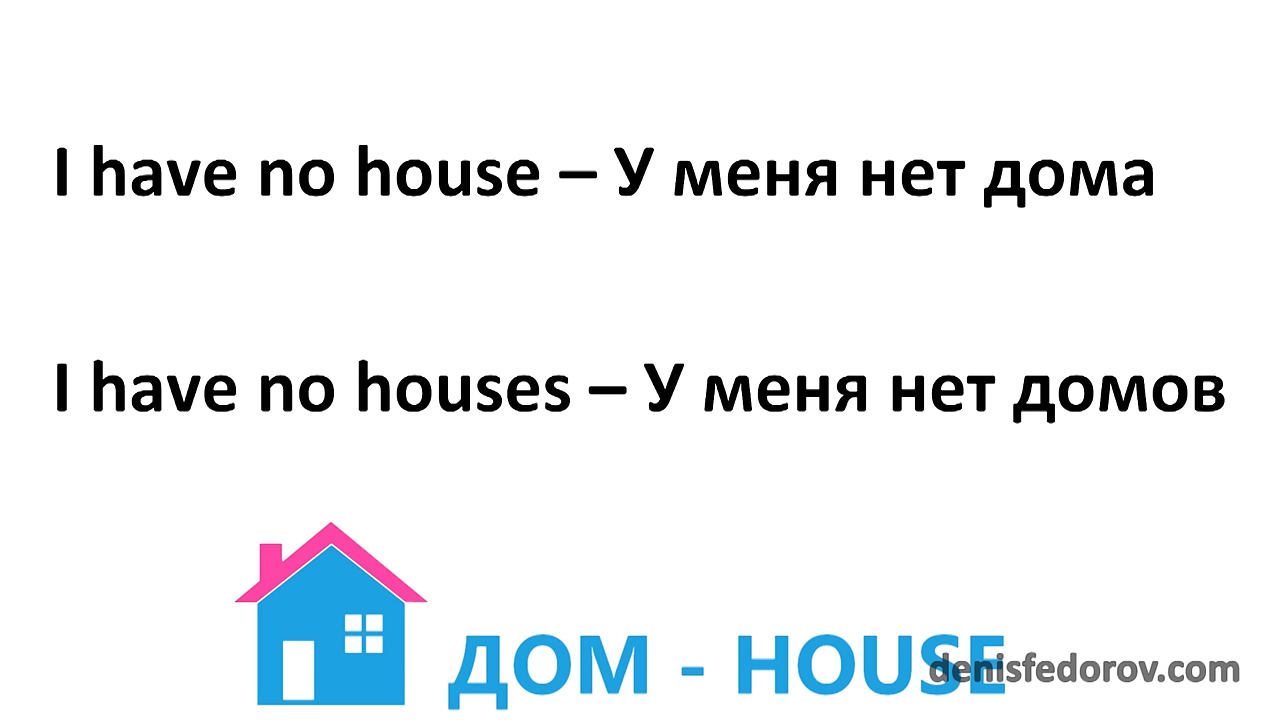 I have no house – У меня нет дома
I have no houses – У меня нет домов
ДОМ - HOUSE
denisfedorov.com